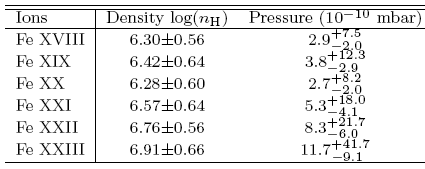 Ions Density log(n_H) Pressure (10^−10 mbar)
Fe XVIII 6.30±0.56 2.9^{+7.5}_{−2.0}
Fe XIX 6.42±0.64 3.8^{+12.3}_{−2.9}
Fe XX 6.28±0.60 2.7^{+8.2}_{−2.0}
Fe XXI 6.57±0.64 5.3^{+18.0}_{−4.1}
Fe XXII 6.76±0.56 8.3^{+21.7}_{−6.0}
Fe XXIII 6.91±0.66 11.7^{+41.7}_{−9.1}